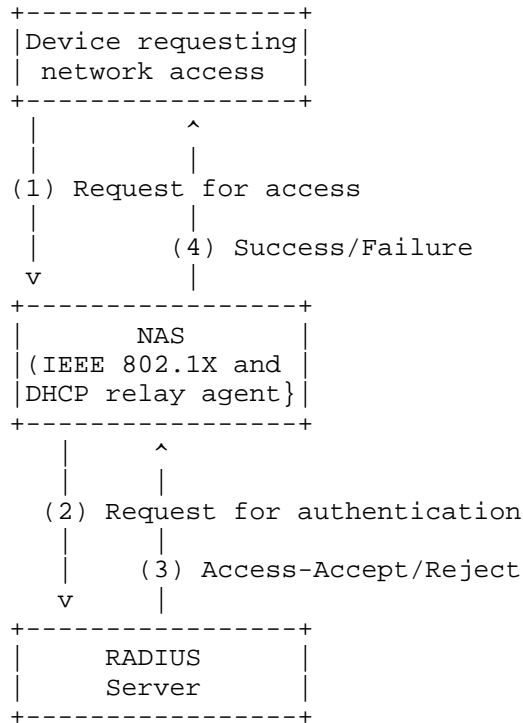 Device requesting
network access
(1) Request for access
(4) Success/Failure
NAS
(IEEE 802.1X and
DHCP relay agent}
(2) Request for authentication
(3) Access-Accept/Reject
RADIUS
Server